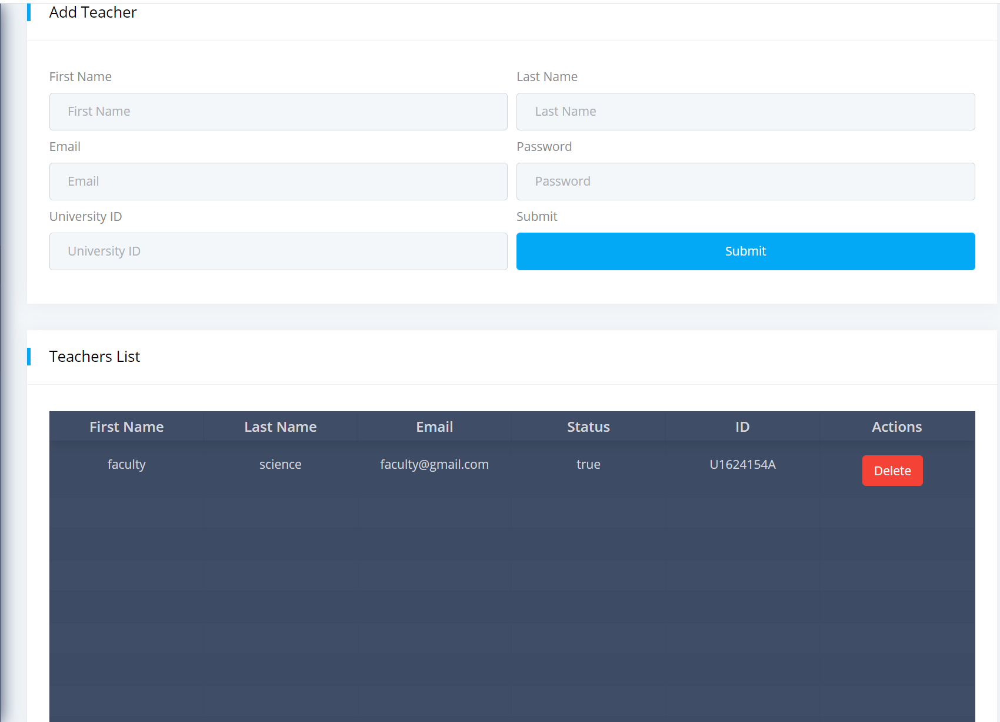 Add Teacher
First Name Last Name
First Name Last Name
Email Password
Email Password
University ID Submit
University ID Submit
Teachers List
First Name Last Name Email Status ID Actions
faculty science faculty@gmail.com true U1624154A Delete